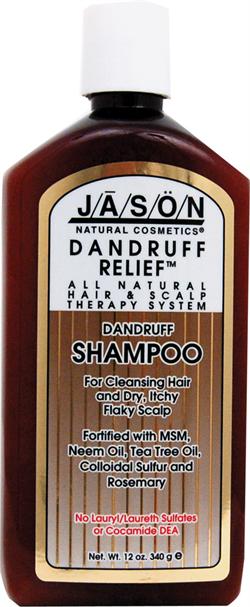 JĀSÖN
NATURAL COSMETICS®
DANDRUFF
RELIEF™
ALL NATURAL
HAIR & SCALP
THERAPY SYSTEM
DANDRUFF
SHAMPOO
For Cleansing Hair
and Dry, Itchy
Flaky Scalp
Fortified with MSM,
Neem Oil, Tea Tree Oil,
Colloidal Sulfur and
Rosemary
No Lauryl/Laureth Sulfates
or Cocamide DEA
Net. Wt. 12 oz. 340 g e